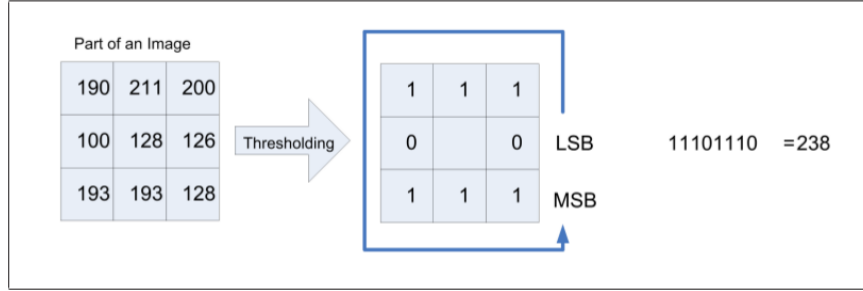 Part of an Image
190 211 200
100 128 126
193 193 128
Thresholding
1 1 1
0 0 LSB
1 1 1 MSB
11101110 =238